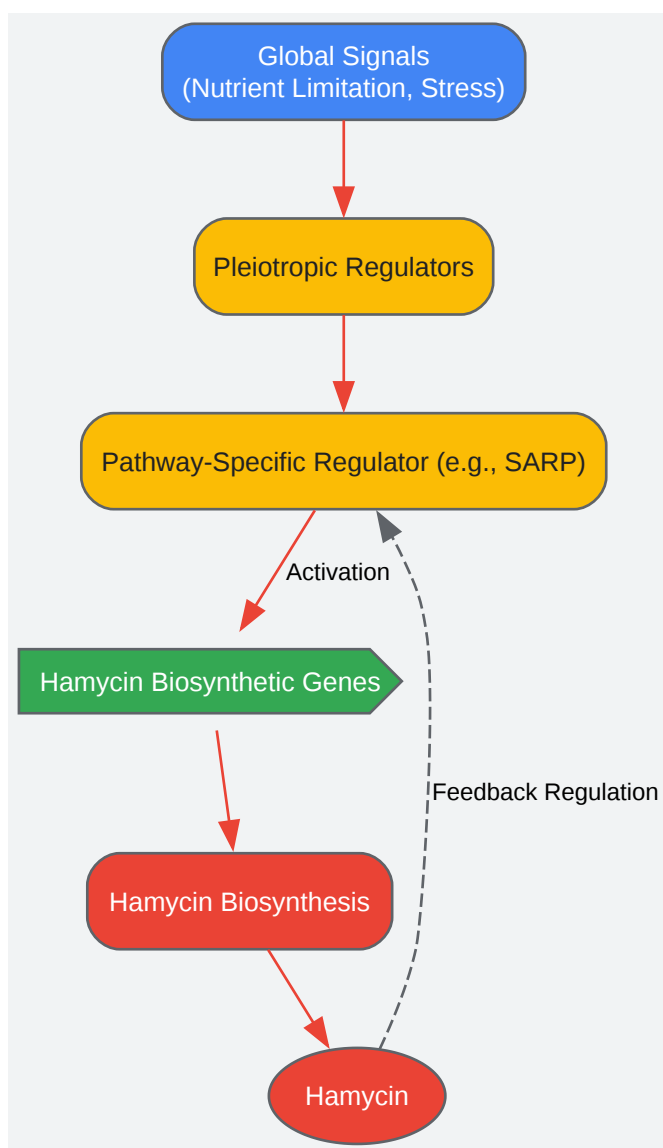 Global Signals
(Nutrient Limitation, Stress)
Pleiotropic Regulators
Pathway-Specific Regulator (e.g., SARP)
Activation
Hamycin Biosynthetic Genes
Feedback Regulation
Hamycin Biosynthesis
Hamycin